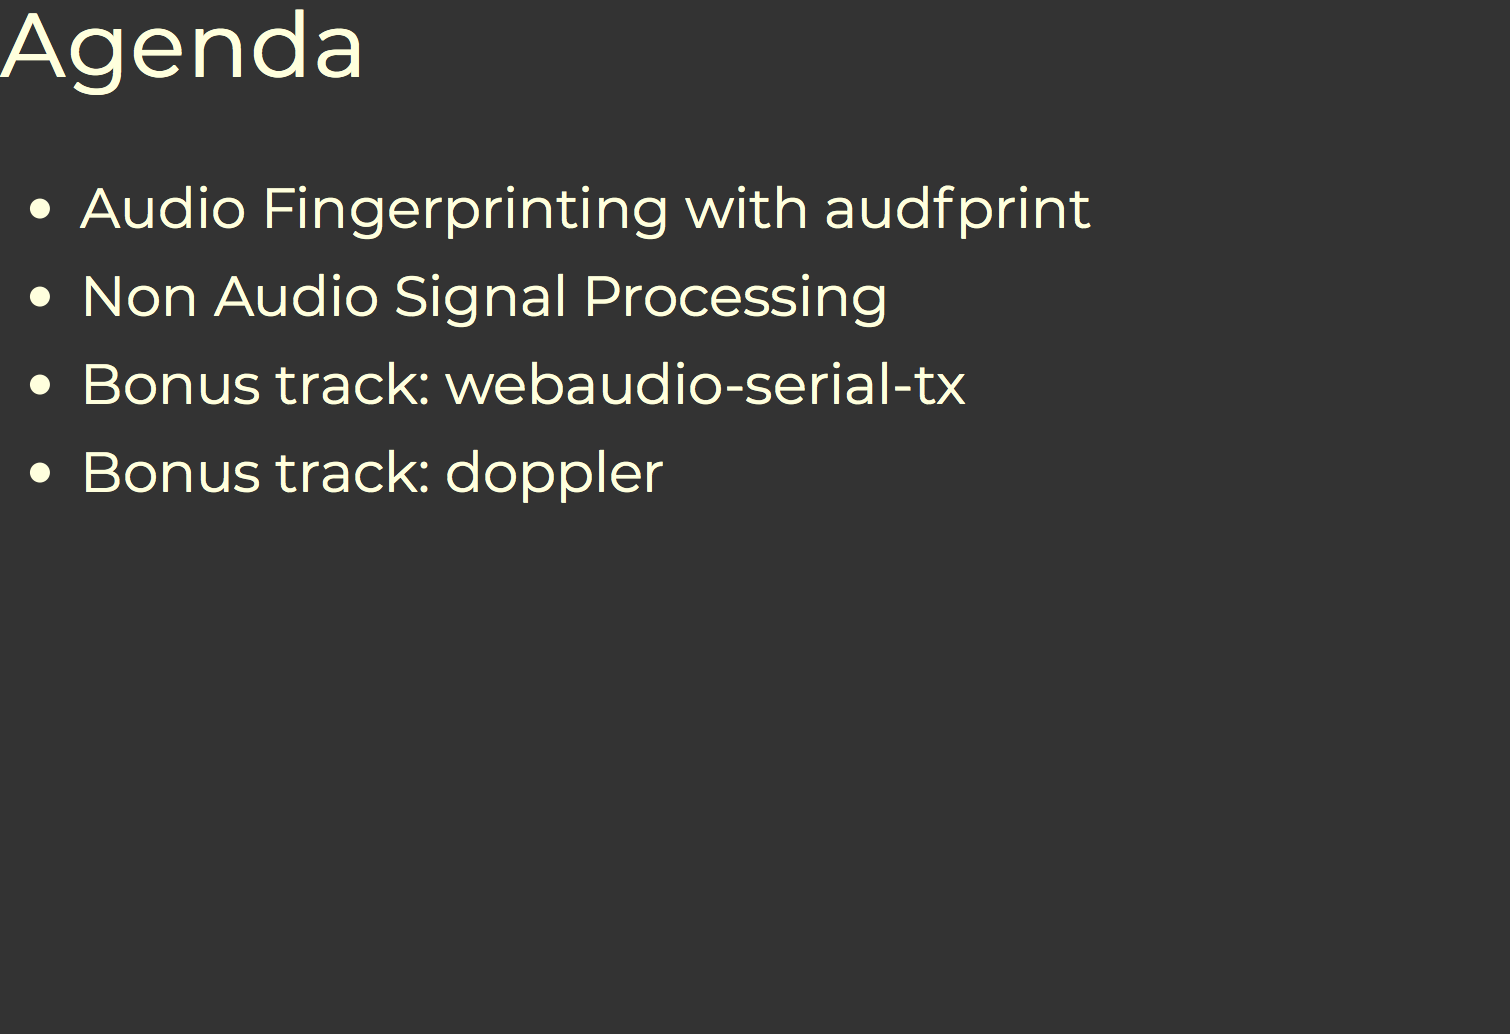 Agenda
• Audio Fingerprinting with audfprint
• Non Audio Signal Processing
• Bonus track: webaudio-serial-tx
• Bonus track: doppler